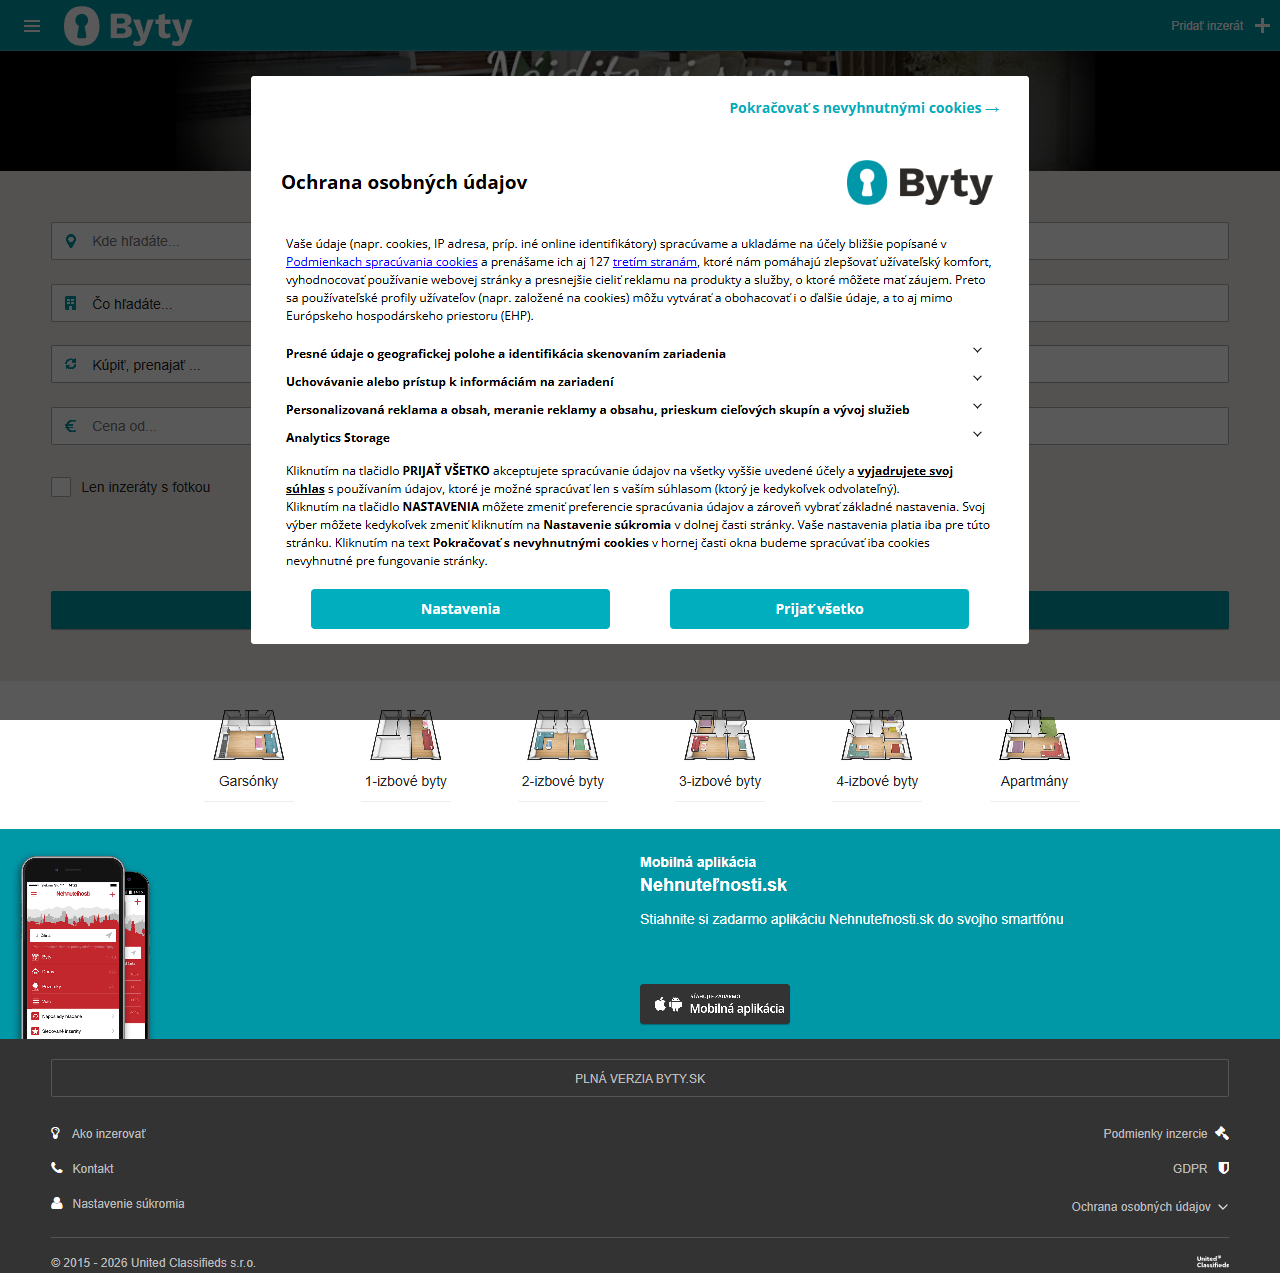 Byty
Pridať inzerát
Nájdite si svoj
Pokračovať s nevyhnutnými cookies →
Ochrana osobných údajov
Byty
Vaše údaje (napr. cookies, IP adresa, príp. iné online identifikátory) spracúvame a ukladáme na účely bližšie popísané v
Podmienkach spracúvania cookies a prenášame ich aj 127 tretím stranám, ktoré nám pomáhajú zlepšovať užívateľský komfort,
vyhodnocovať používanie webovej stránky a presnejšie cieliť reklamu na produkty a služby, o ktoré môžete mať záujem. Preto
sa používateľské profily užívateľov (napr. založené na cookies) môžu vytvárať a obohacovať i o ďalšie údaje, a to aj mimo
Európskeho hospodárskeho priestoru (EHP).
Presné údaje o geografickej polohe a identifikácia skenovaním zariadenia
Uchovávanie alebo prístup k informáciám na zariadení
Personalizovaná reklama a obsah, meranie reklamy a obsahu, prieskum cieľových skupín a vývoj služieb
Analytics Storage
Kliknutím na tlačidlo PRIJAŤ VŠETKO akceptujete spracúvanie údajov na všetky vyššie uvedené účely a vyjadrujete svoj
súhlas s používaním údajov, ktoré je možné spracúvať len s vaším súhlasom (ktorý je kedykoľvek odvolateľný).
Kliknutím na tlačidlo NASTAVENIA môžete zmeniť preferencie spracúvania údajov a zároveň vybrať základné nastavenia. Svoj
výber môžete kedykoľvek zmeniť kliknutím na Nastavenie súkromia v dolnej časti stránky. Vaše nastavenia platia iba pre túto
stránku. Kliknutím na text Pokračovať s nevyhnutnými cookies v hornej časti okna budeme spracúvať iba cookies
nevyhnutné pre fungovanie stránky.
Nastavenia
Prijať všetko
Kde hľadáte...
Čo hľadáte...
Kúpiť, prenajať ...
Cena od...
Len inzeráty s fotkou
Garsónky
1-izbové byty
2-izbové byty
3-izbové byty
4-izbové byty
Apartmány
Nehnuteľnosti
Mobilná aplikácia
Nehnuteľnosti.sk
Stiahnite si zadarmo aplikáciu Nehnuteľnosti.sk do svojho smartfónu
Mobilná aplikácia
PLNÁ VERZIA BYTY.SK
Ako inzerovať
Podmienky inzercie
Kontakt
GDPR
Nastavenie súkromia
Ochrana osobných údajov
© 2015 - 2026 United Classifieds s.r.o.
United
Classifieds